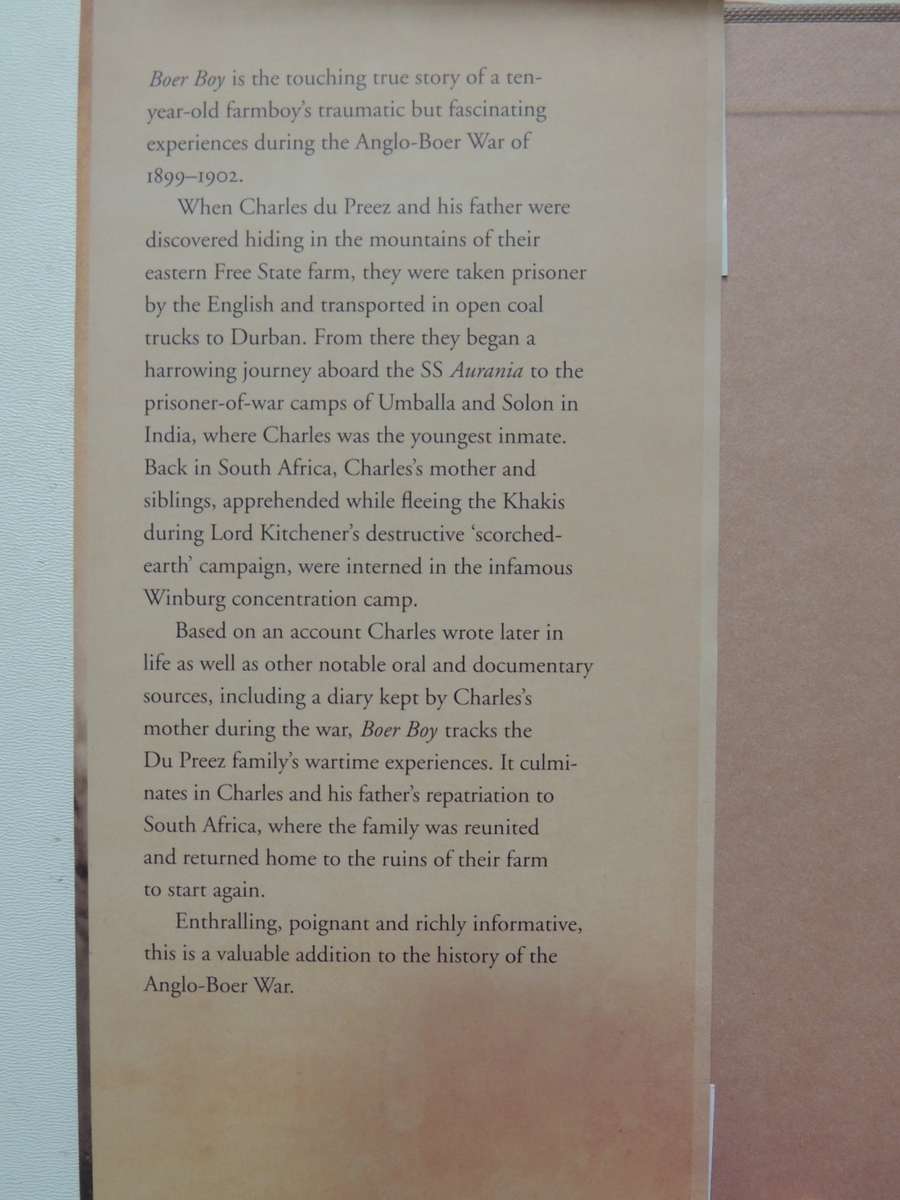 Boer Boy is the touching true story of a ten-
year-old farmboy's traumatic but fascinating
experiences during the Anglo-Boer War of
1899–1902.
When Charles du Preez and his father were
discovered hiding in the mountains of their
eastern Free State farm, they were taken prisoner
by the English and transported in open coal
trucks to Durban. From there they began a
harrowing journey aboard the SS Aurania to the
prisoner-of-war camps of Umballa and Solon in
India, where Charles was the youngest inmate.
Back in South Africa, Charles's mother and
siblings, apprehended while fleeing the Khakis
during Lord Kitchener's destructive ‘scorched-
earth’ campaign, were interned in the infamous
Winburg concentration camp.
Based on an account Charles wrote later in
life as well as other notable oral and documentary
sources, including a diary kept by Charles's
mother during the war, Boer Boy tracks the
Du Preez family's wartime experiences. It culmi-
nates in Charles and his father's repatriation to
South Africa, where the family was reunited
and returned home to the ruins of their farm
to start again.
Enthralling, poignant and richly informative,
this is a valuable addition to the history of the
Anglo-Boer War.